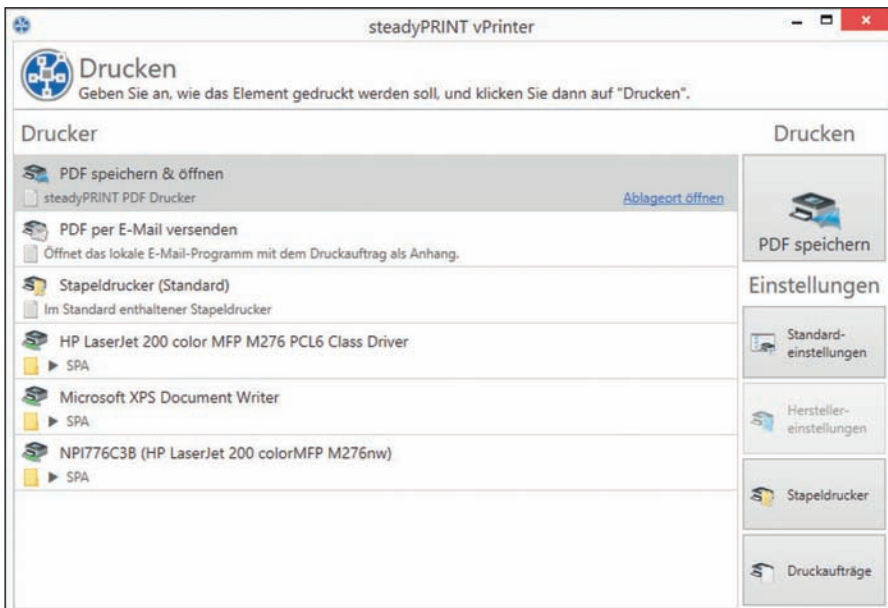 steadyPRINT vPrinter
Drucken
Geben Sie an, wie das Element gedruckt werden soll, und klicken Sie dann auf "Drucken".
Drucker
PDF speichern & öffnen
steadyPRINT PDF Drucker
Ablageort öffnen
PDF per E-Mail versenden
Öffnet das lokale E-Mail-Programm mit dem Druckauftrag als Anhang.
Stapeldrucker (Standard)
Im Standard enthaltener Stapeldrucker
HP LaserJet 200 color MFP M276 PCL6 Class Driver
SPA
Microsoft XPS Document Writer
SPA
NPI776C3B (HP LaserJet 200 colorMFP M276nw)
SPA
Drucken
PDF speichern
Einstellungen
Standard-
einstellungen
Hersteller-
einstellungen
Stapeldrucker
Druckaufträge